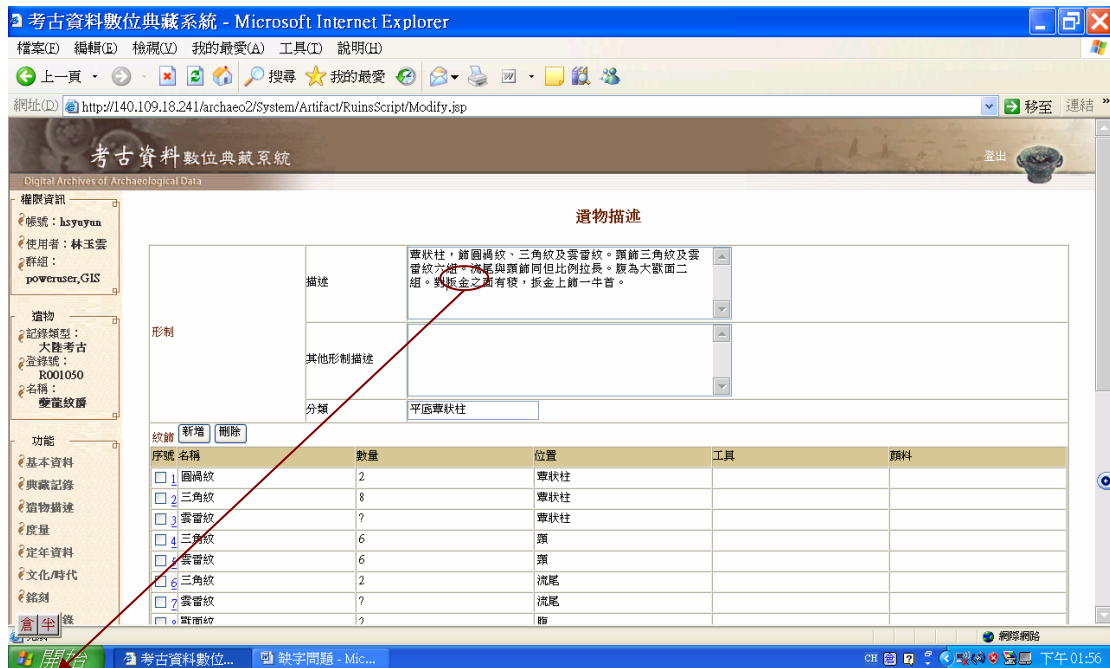 考古資料數位典藏系統 - Microsoft Internet Explorer
檔案(F) 編輯(E) 檢視(V) 我的最愛(A) 工具(T) 說明(H)
上一頁 搜尋 我的最愛
網址(D) http://140.109.18.241/archaeo2/System/Artifact/RuinsScript/Modify.jsp 移至 連結 »
考古資料數位典藏系統 登出
Digital Archives of Archaeological Data
權限資訊
帳號：hsyuyun
使用者：林玉雲
群組：
poweruser,GIS
遺物
記錄類型：
大陸考古
登錄號：
R001050
名稱：
夔龍紋爵
功能
基本資料
典藏記錄
遺物描述
度量
定年資料
文化/時代
銘刻
錄
遺物描述
形制
描述
蕈狀柱，飾圓渦紋、三角紋及雲雷紋。頸飾三角紋及雲
雷紋六組。流尾與頸飾同但比例拉長。腹為大獸面二
組。對扳金之面有稜，扳金上飾一牛首。
其他形制描述
分類 平底蕈狀柱
紋飾 新增 刪除
序號 名稱 數量 位置 工具 顏料
1 圓渦紋 2 蕈狀柱
2 三角紋 8 蕈狀柱
3 雲雷紋 ? 蕈狀柱
4 三角紋 6 頸
5 雲雷紋 6 頸
6 三角紋 2 流尾
7 雲雷紋 ? 流尾
8 獸面紋 2 腹
倉 半
網際網路
開始 考古資料數位... 缺字問題 - Mic... CH 下午 01:56